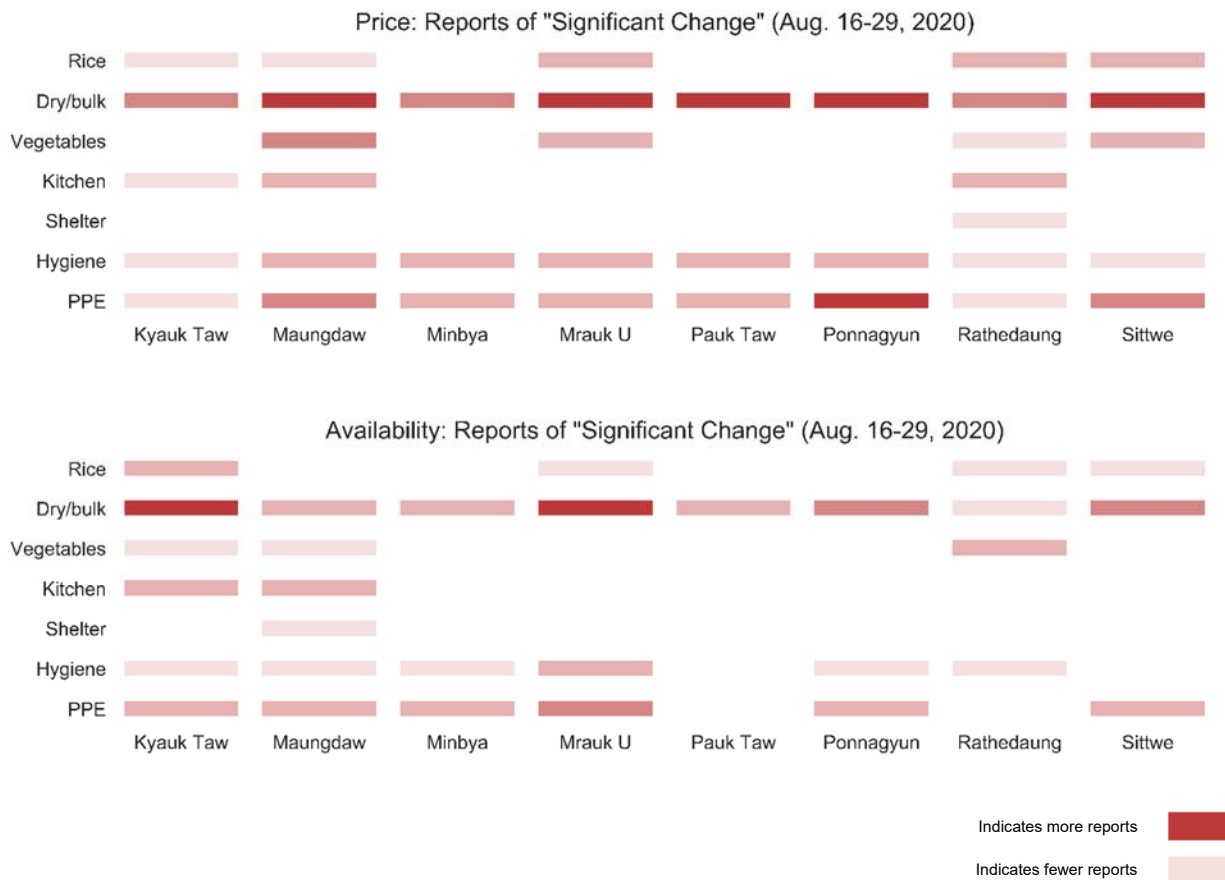 Price: Reports of "Significant Change" (Aug. 16-29, 2020)
Rice
Dry/bulk
Vegetables
Kitchen
Shelter
Hygiene
PPE
Kyauk Taw Maungdaw Minbya Mrauk U Pauk Taw Ponnagyun Rathedaung Sittwe
Availability: Reports of "Significant Change" (Aug. 16-29, 2020)
Rice
Dry/bulk
Vegetables
Kitchen
Shelter
Hygiene
PPE
Kyauk Taw Maungdaw Minbya Mrauk U Pauk Taw Ponnagyun Rathedaung Sittwe
Indicates more reports
Indicates fewer reports